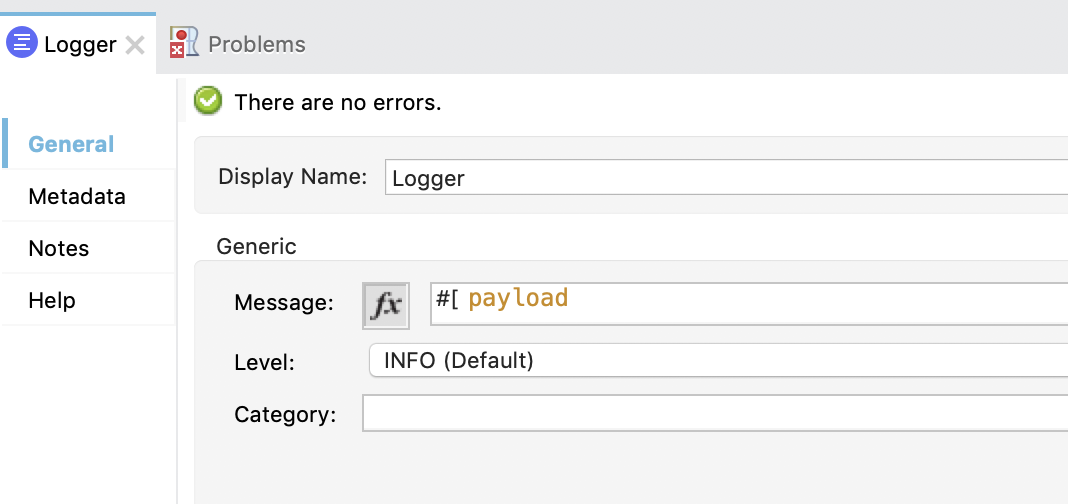 Logger Problems
There are no errors.
General
Display Name: Logger
Metadata
Notes
Generic
Help
Message: fx #[ payload
Level: INFO (Default)
Category: